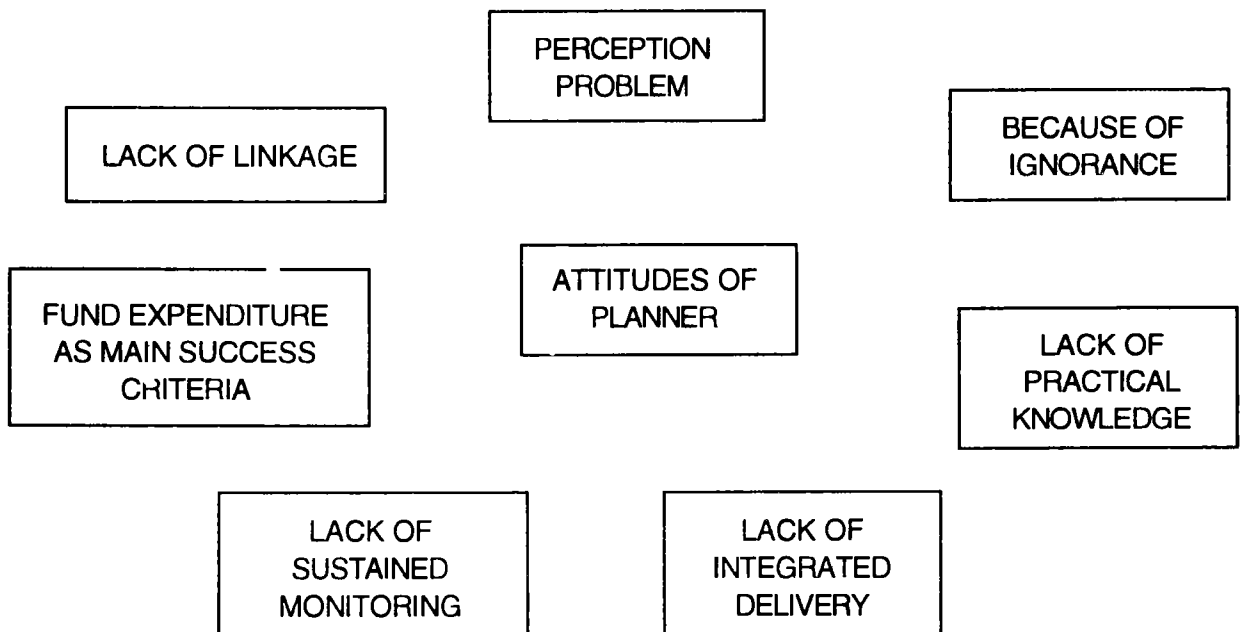 PERCEPTION
PROBLEM
LACK OF LINKAGE
BECAUSE OF
IGNORANCE
ATTITUDES OF
PLANNER
FUND EXPENDITURE
AS MAIN SUCCESS
CRITERIA
LACK OF
PRACTICAL
KNOWLEDGE
LACK OF
SUSTAINED
MONITORING
LACK OF
INTEGRATED
DELIVERY